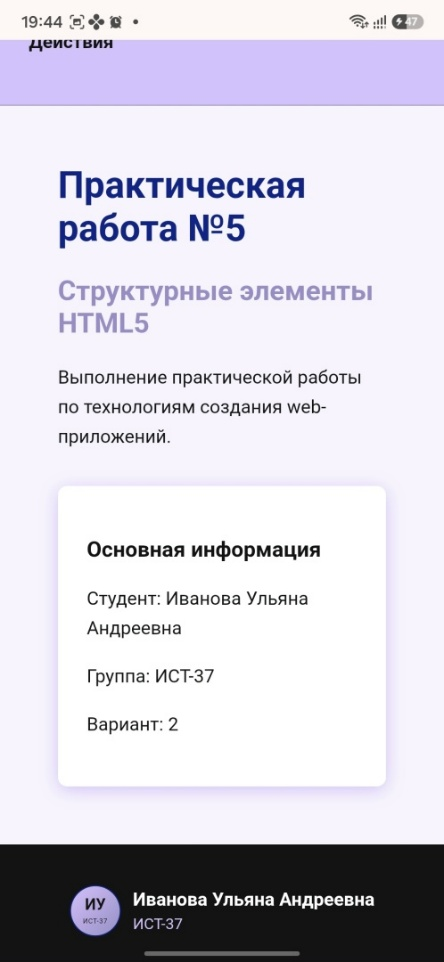 19:44
47
Действия
Практическая
работа №5
Структурные элементы
HTML5
Выполнение практической работы
по технологиям создания web-
приложений.
Основная информация
Студент: Иванова Ульяна
Андреевна
Группа: ИСТ-37
Вариант: 2
ИУ
ИСТ-37
Иванова Ульяна Андреевна
ИСТ-37